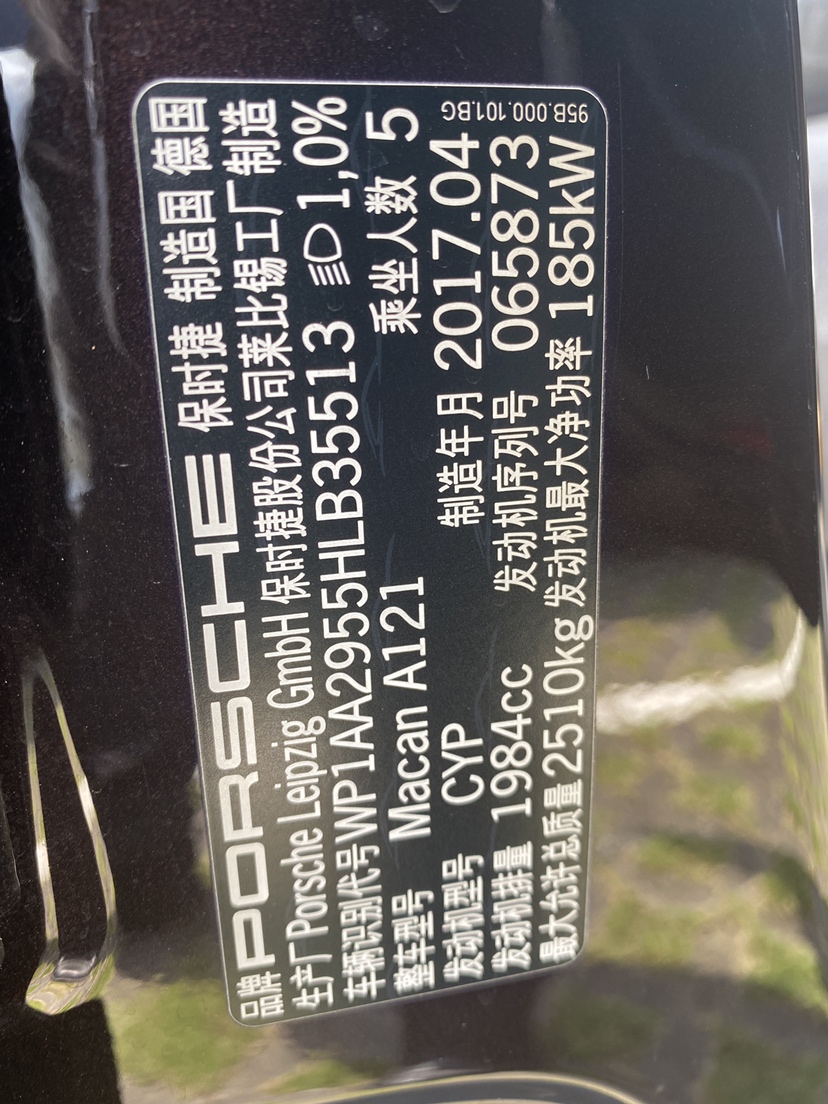 品牌 PORSCHE 保时捷 制造国 德国
生产厂 Porsche Leipzig GmbH 保时捷股份公司莱比锡工厂制造
车辆识别代号 WP1AA2955HLB35513 1,0%
整车型号 Macan A121 乘坐人数 5
发动机型号 CYP 制造年月 2017.04
发动机排量 1984cc 发动机序列号 065873
最大允许总质量 2510kg 发动机最大净功率 185kW
95B.000.101.BG